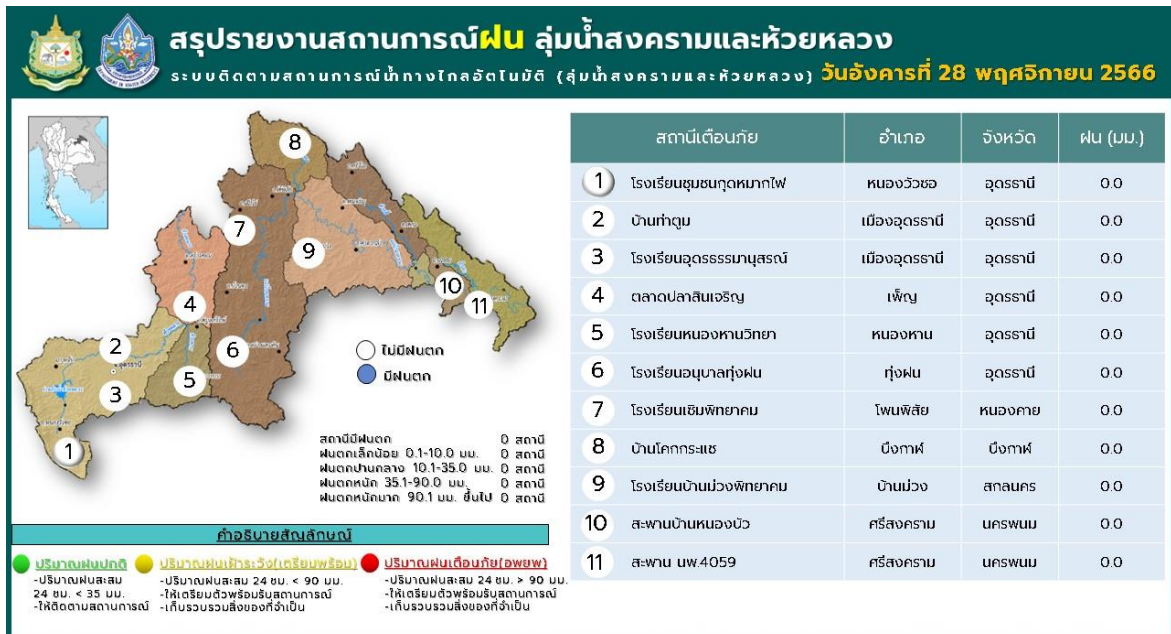 สรุปรายงานสถานการณ์ฝน ลุ่มน้ำสงครามและห้วยหลวง
ระบบติดตามสถานการณ์น้ำทางไกลอัตโนมัติ (ลุ่มน้ำสงครามและห้วยหลวง) วันอังคารที่ 28 พฤศจิกายน 2566
สถานีเตือนภัย อำเภอ จังหวัด ฝน (มม.)
1 โรงเรียนชุมชนกุดหมากไฟ หนองวัวซอ อุดรธานี 0.0
2 บ้านท่าตูม เมืองอุดรธานี อุดรธานี 0.0
3 โรงเรียนอุดรธรรมานุสรณ์ เมืองอุดรธานี อุดรธานี 0.0
4 ตลาดปลาสินเจริญ เพ็ญ อุดรธานี 0.0
5 โรงเรียนหนองหานวิทยา หนองหาน อุดรธานี 0.0
6 โรงเรียนอนุบาลทุ่งฝน ทุ่งฝน อุดรธานี 0.0
7 โรงเรียนเซิมพิทยาคม โพนพิสัย หนองคาย 0.0
8 บ้านโคกกระแซ บึงกาฬ บึงกาฬ 0.0
9 โรงเรียนบ้านม่วงพิทยาคม บ้านม่วง สกลนคร 0.0
10 สะพานบ้านหนองบัว ศรีสงคราม นครพนม 0.0
11 สะพาน นพ.4059 ศรีสงคราม นครพนม 0.0
8
7
9
10
11
4
2
อุดรธานี
6
5
3
1
ไม่มีฝนตก
มีฝนตก
สถานีมีฝนตก 0 สถานี
ฝนตกเล็กน้อย 0.1-10.0 มม. 0 สถานี
ฝนตกปานกลาง 10.1-35.0 มม. 0 สถานี
ฝนตกหนัก 35.1-90.0 มม. 0 สถานี
ฝนตกหนักมาก 90.1 มม. ขึ้นไป 0 สถานี
คำอธิบายสัญลักษณ์
ปริมาณฝนปกติ
-ปริมาณฝนสะสม
24 ชม. < 35 มม.
-ให้ติดตามสถานการณ์
ปริมาณฝนเฝ้าระวัง(เตรียมพร้อม)
-ปริมาณฝนสะสม 24 ชม. < 90 มม.
-ให้เตรียมตัวพร้อมรับสถานการณ์
-เก็บรวบรวมสิ่งของที่จำเป็น
ปริมาณฝนเตือนภัย(อพยพ)
-ปริมาณฝนสะสม 24 ชม. > 90 มม.
-ให้เตรียมตัวพร้อมรับสถานการณ์
-เก็บรวบรวมสิ่งของที่จำเป็น